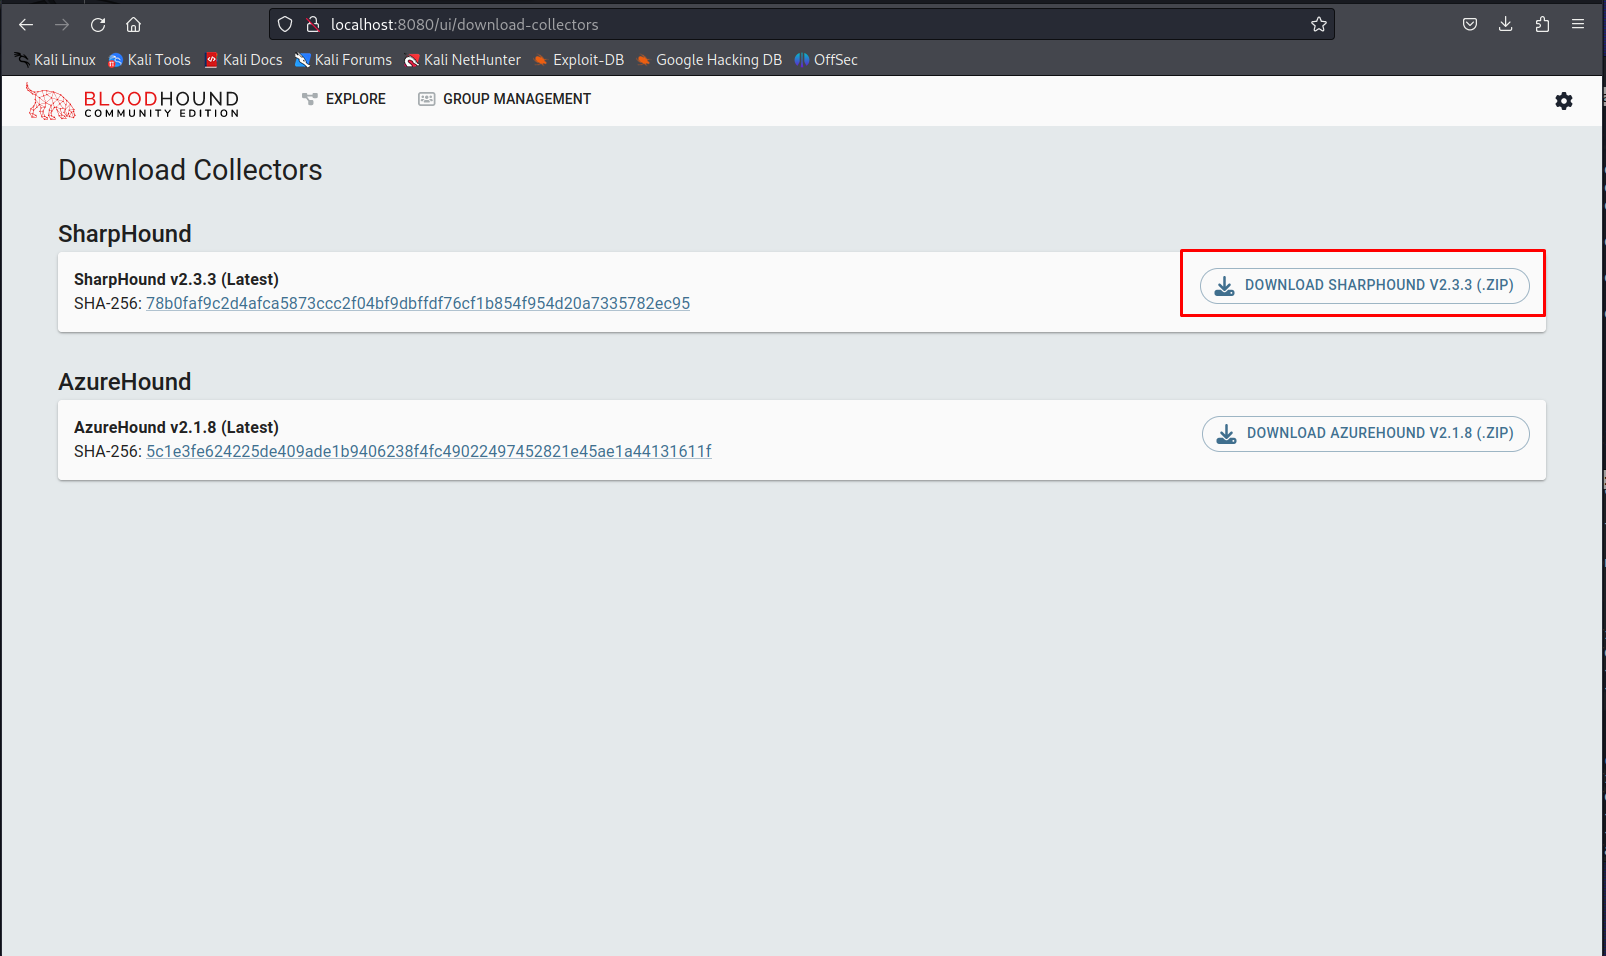 localhost:8080/ui/download-collectors
Kali Linux Kali Tools Kali Docs Kali Forums Kali NetHunter Exploit-DB Google Hacking DB OffSec
BLOODHOUND
COMMUNITY EDITION
EXPLORE GROUP MANAGEMENT
Download Collectors
SharpHound
SharpHound v2.3.3 (Latest)
SHA-256: 78b0faf9c2d4afca5873ccc2f04bf9dbffdf76cf1b854f954d20a7335782ec95
DOWNLOAD SHARPHOUND V2.3.3 (.ZIP)
AzureHound
AzureHound v2.1.8 (Latest)
SHA-256: 5c1e3fe624225de409ade1b9406238f4fc49022497452821e45ae1a44131611f
DOWNLOAD AZUREHOUND V2.1.8 (.ZIP)